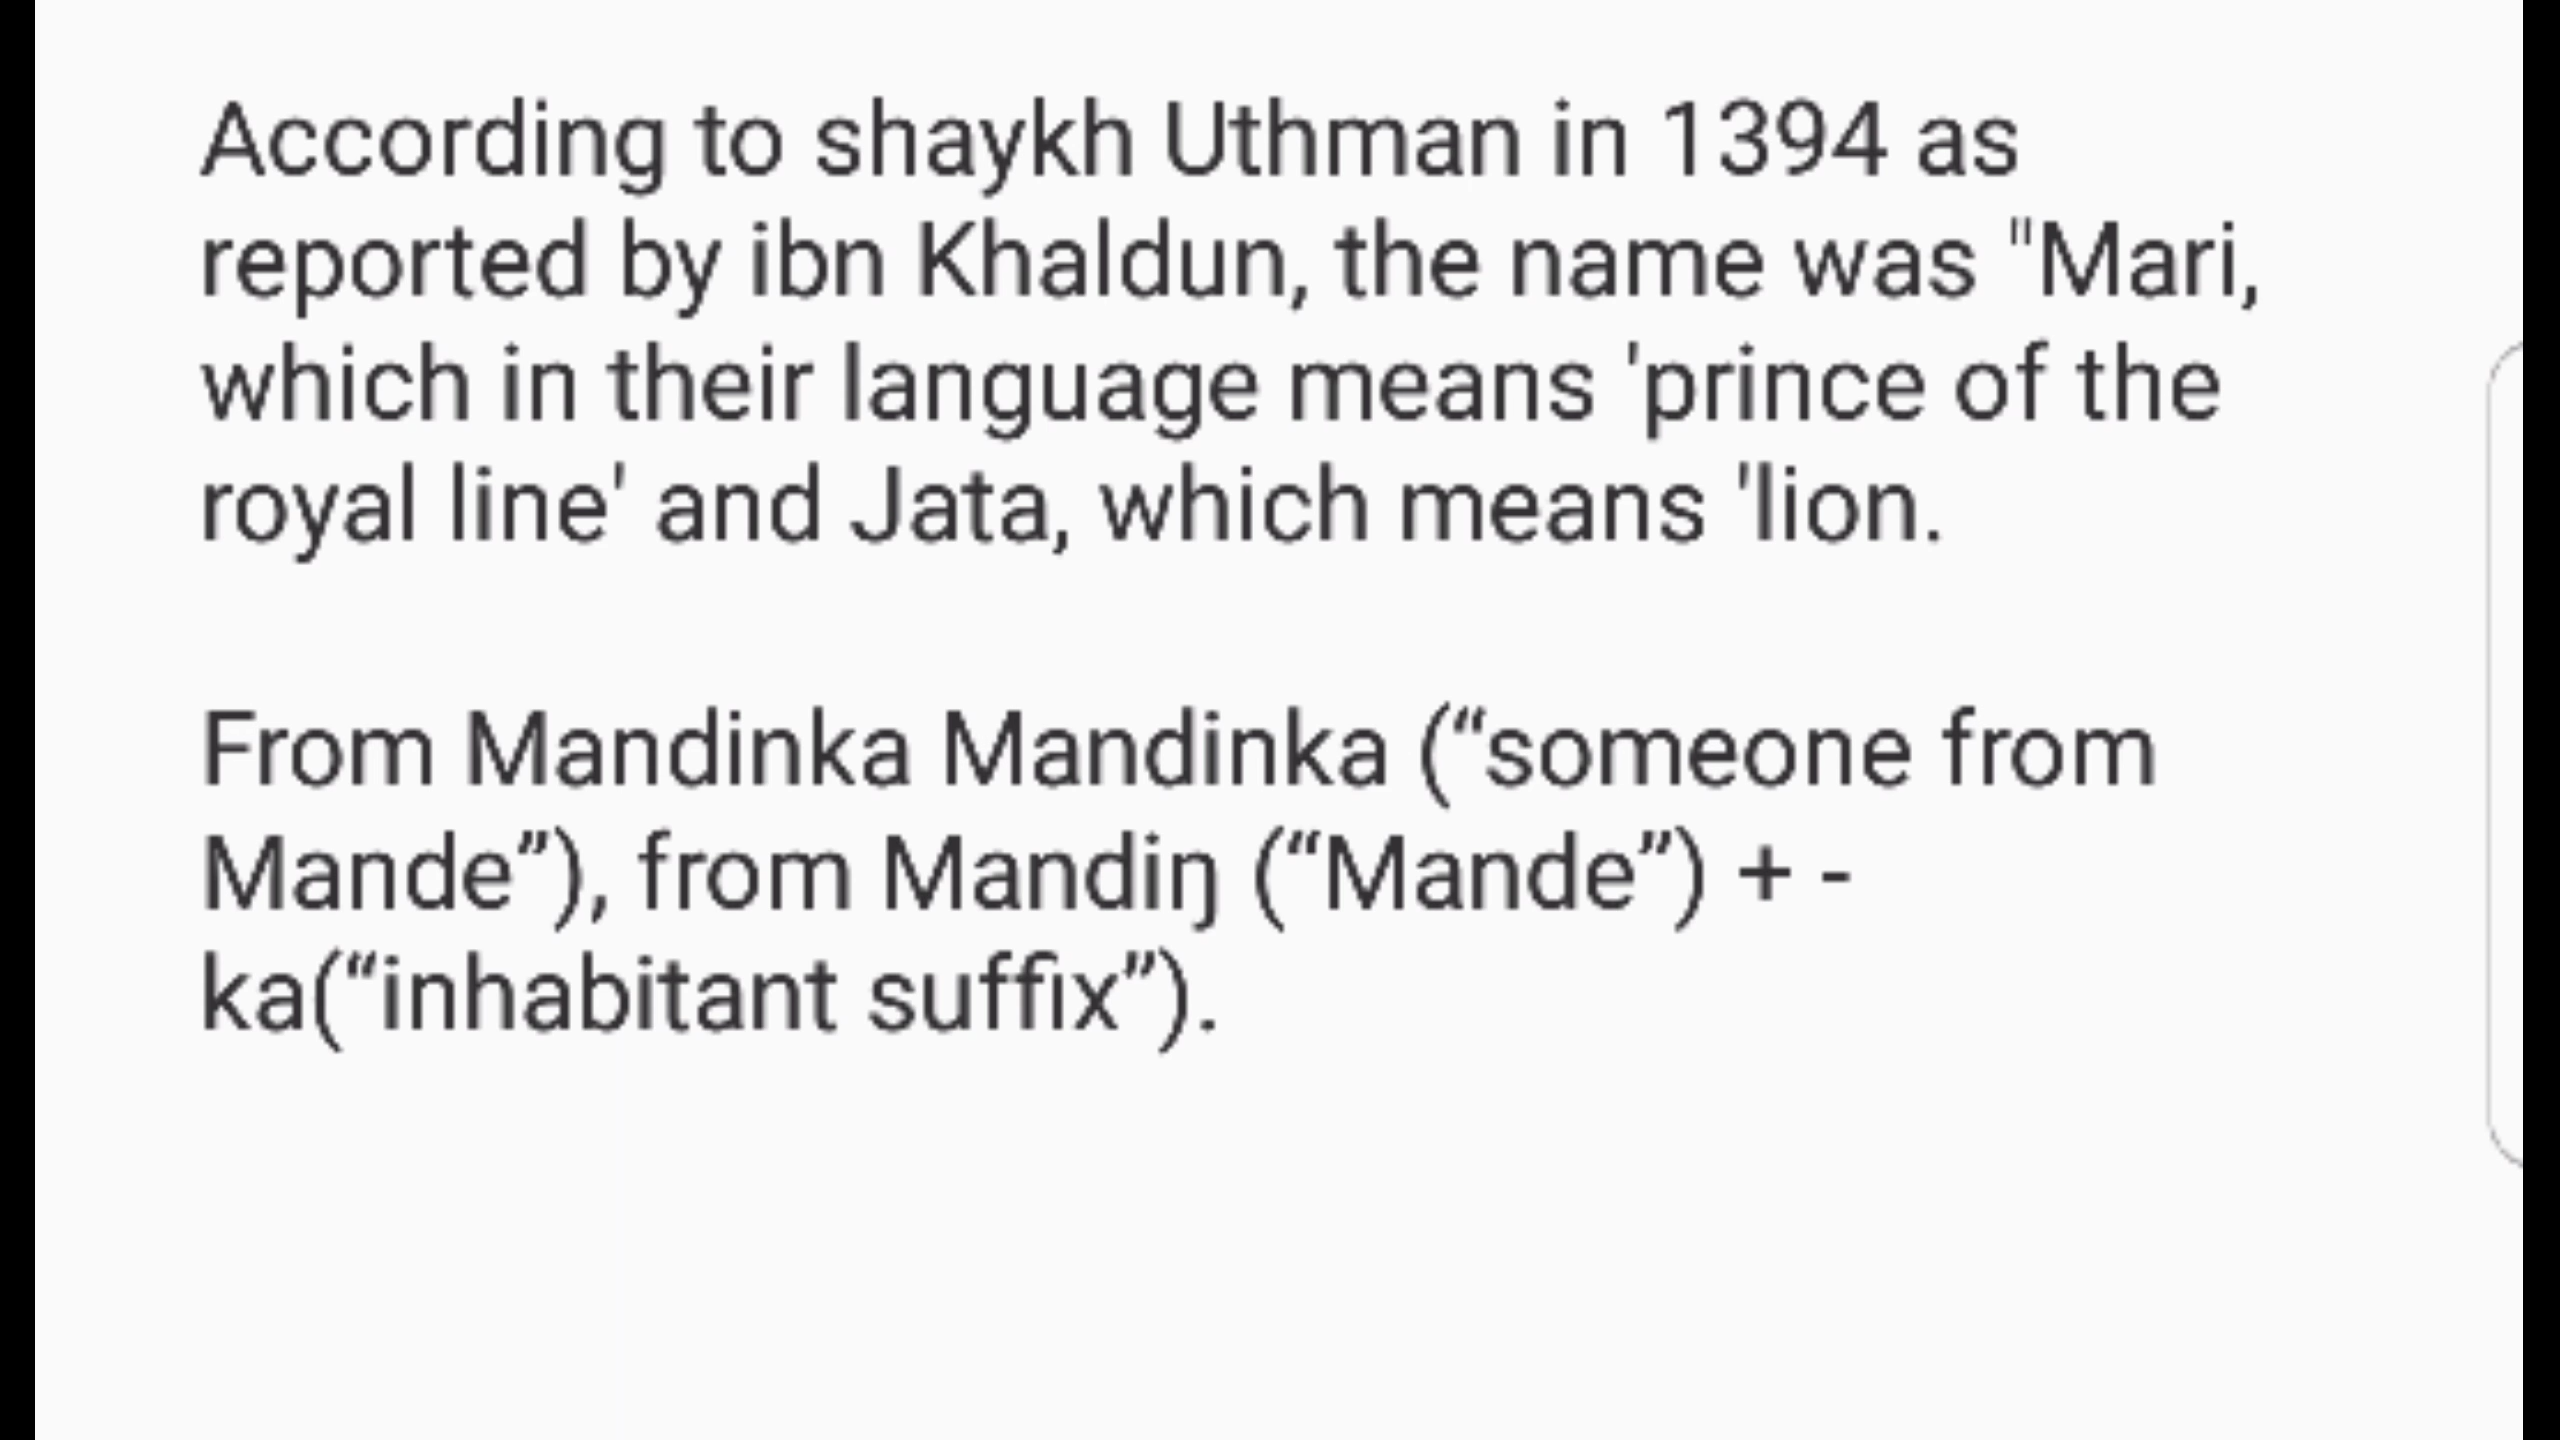 According to shaykh Uthman in 1394 as
reported by ibn Khaldun, the name was "Mari,
which in their language means 'prince of the
royal line' and Jata, which means 'lion.
From Mandinka Mandinka (“someone from
Mande”), from Mandiŋ (“Mande”) + -
ka(“inhabitant suffix”).